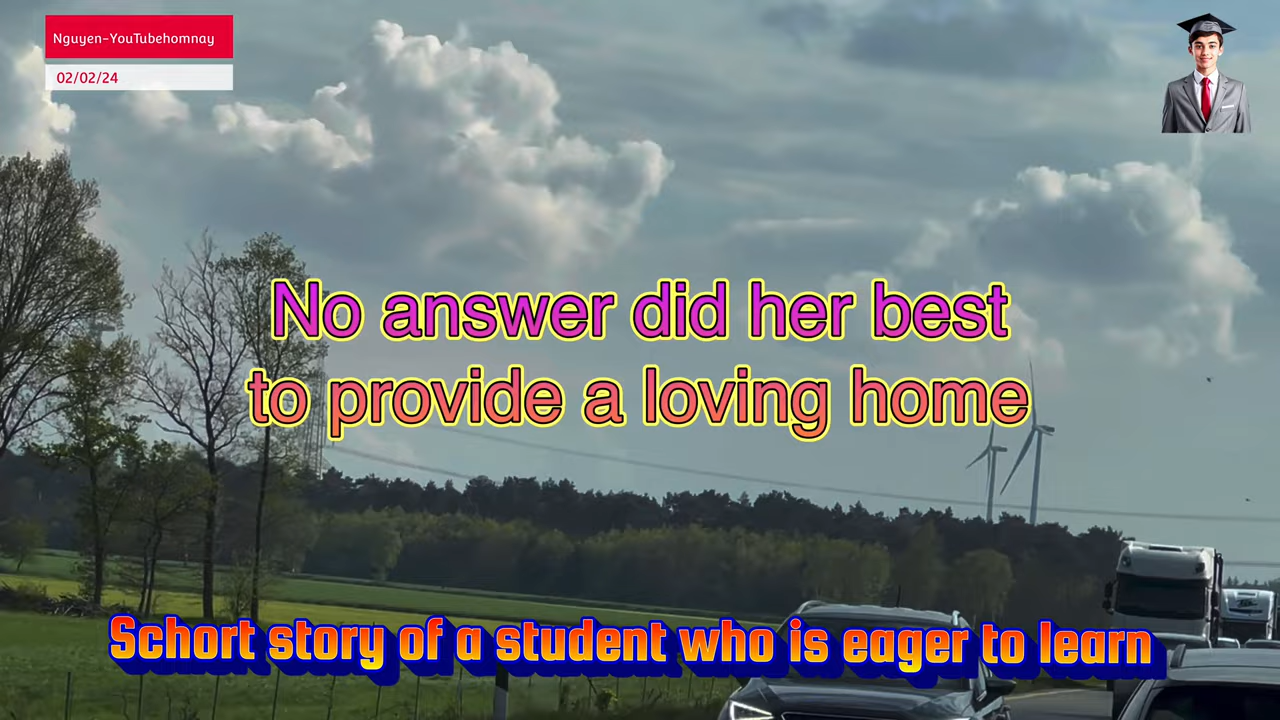 Nguyen-YouTubehomnay
02/02/24
No answer did her best
to provide a loving home
Schort story of a student who is eager to learn